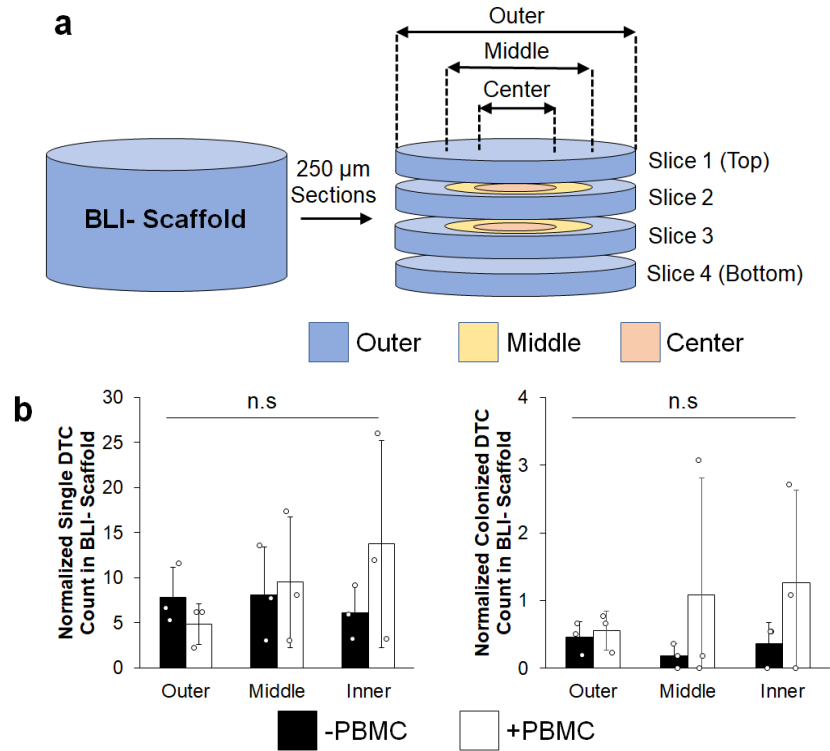 a
Outer
Middle
Center
BLI- Scaffold
250 µm
Sections
Slice 1 (Top)
Slice 2
Slice 3
Slice 4 (Bottom)
Outer
Middle
Center
b
Normalized Single DTC
Count in BLI- Scaffold
30
25
20
15
10
5
0
n.s
Outer
Middle
Inner
Normalized Colonized DTC
Count in BLI- Scaffold
4
3
2
1
0
n.s
Outer
Middle
Inner
-PBMC
+PBMC